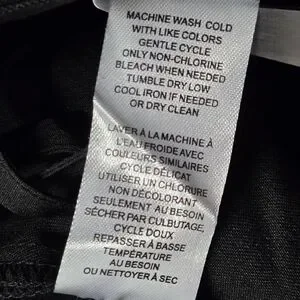 MACHINE WASH COLD
WITH LIKE COLORS
GENTLE CYCLE
ONLY NON-CHLORINE
BLEACH WHEN NEEDED
TUMBLE DRY LOW
COOL IRON IF NEEDED
OR DRY CLEAN
LAVER À LA MACHINE À
L'EAU FROIDE AVEC
COULEURS SIMILAIRES
CYCLE DÉLICAT
UTILISER UN CHLORURE
NON DÉCOLORANT
SEULEMENT AU BESOIN
SÉCHER PAR CULBUTAGE,
CYCLE DOUX
REPASSER À BASSE
TEMPÉRATURE
AU BESOIN
OU NETTOYER À SEC